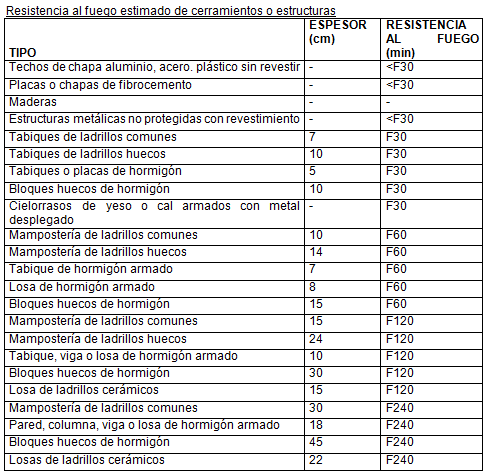 Resistencia al fuego estimado de cerramientos o estructuras
TIPO ESPESOR (cm) RESISTENCIA AL FUEGO (min)
Techos de chapa aluminio, acero. plástico sin revestir - <F30
Placas o chapas de fibrocemento - <F30
Maderas - -
Estructuras metálicas no protegidas con revestimiento - <F30
Tabiques de ladrillos comunes 7 F30
Tabiques de ladrillos huecos 10 F30
Tabiques o placas de hormigón 5 F30
Bloques huecos de hormigón 10 F30
Cielorrasos de yeso o cal armados con metal desplegado - F30
Mampostería de ladrillos comunes 10 F60
Mampostería de ladrillos huecos 14 F60
Tabique de hormigón armado 7 F60
Losa de hormigón armado 8 F60
Bloques huecos de hormigón 15 F60
Mampostería de ladrillos comunes 15 F120
Mampostería de ladrillos huecos 24 F120
Tabique, viga o losa de hormigón armado 10 F120
Bloques huecos de hormigón 30 F120
Losa de ladrillos cerámicos 15 F120
Mampostería de ladrillos comunes 30 F240
Pared, columna, viga o losa de hormigón armado 18 F240
Bloques huecos de hormigón 45 F240
Losas de ladrillos cerámicos 22 F240